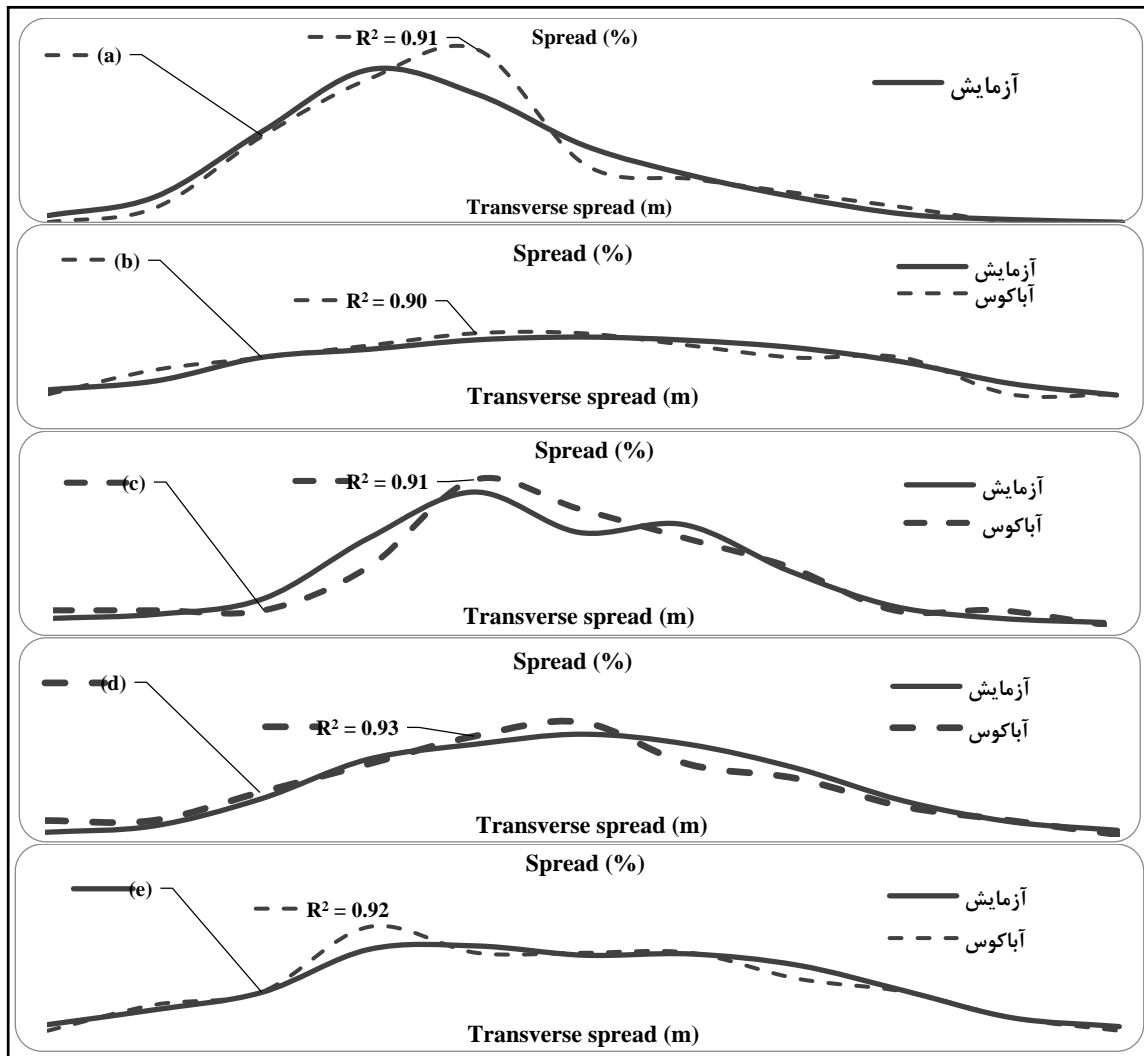 R² = 0.91
Spread (%)
(a)
آزمایش
Transverse spread (m)
Spread (%)
(b)
آزمایش
آباکوس
R² = 0.90
Transverse spread (m)
Spread (%)
(c)
R² = 0.91
آزمایش
آباکوس
Transverse spread (m)
Spread (%)
(d)
آزمایش
R² = 0.93
آباکوس
Transverse spread (m)
Spread (%)
(e)
آزمایش
R² = 0.92
آباکوس
Transverse spread (m)